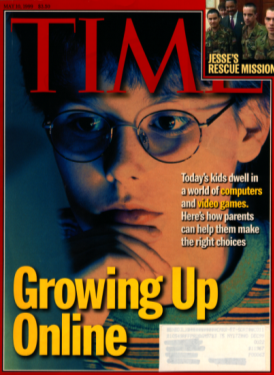 TIME
JESSE'S
RESCUE MISSION
Today's kids dwell in
a world of computers
and video games.
Here's how parents
can help them make
the right choices
Growing Up
Online